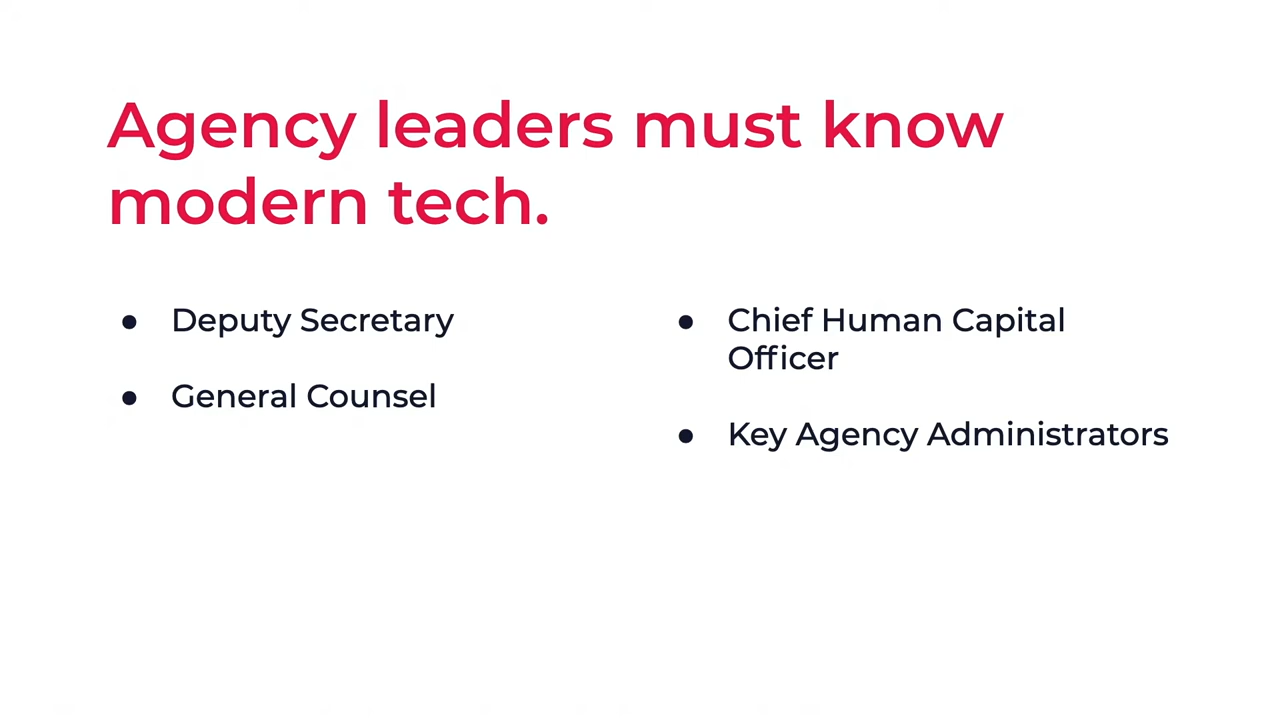 Agency leaders must know
modern tech.
● Deputy Secretary
● General Counsel
● Chief Human Capital
Officer
● Key Agency Administrators